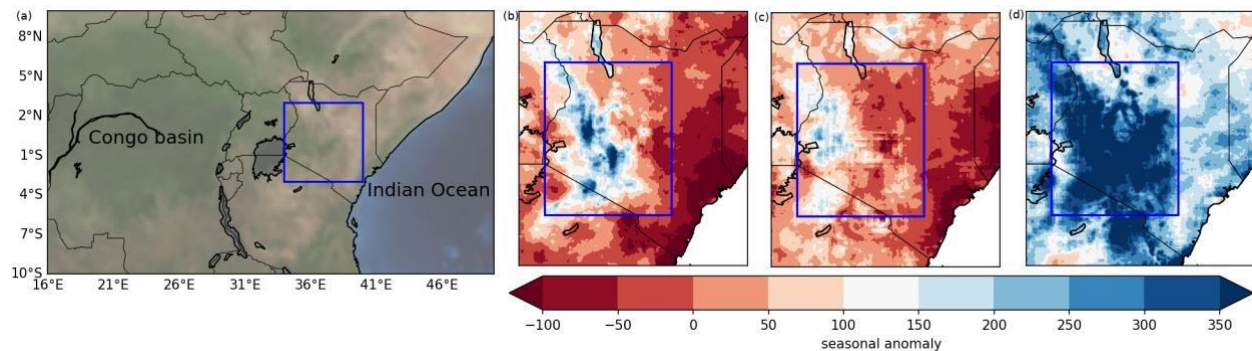 (a)
8°N
5°N
2°N
1°S
4°S
7°S
10°S
16°E 21°E 26°E 31°E 36°E 41°E 46°E
Congo basin
Indian Ocean
(b)
(c)
(d)
−100 −50 0 50 100 150 200 250 300 350
seasonal anomaly